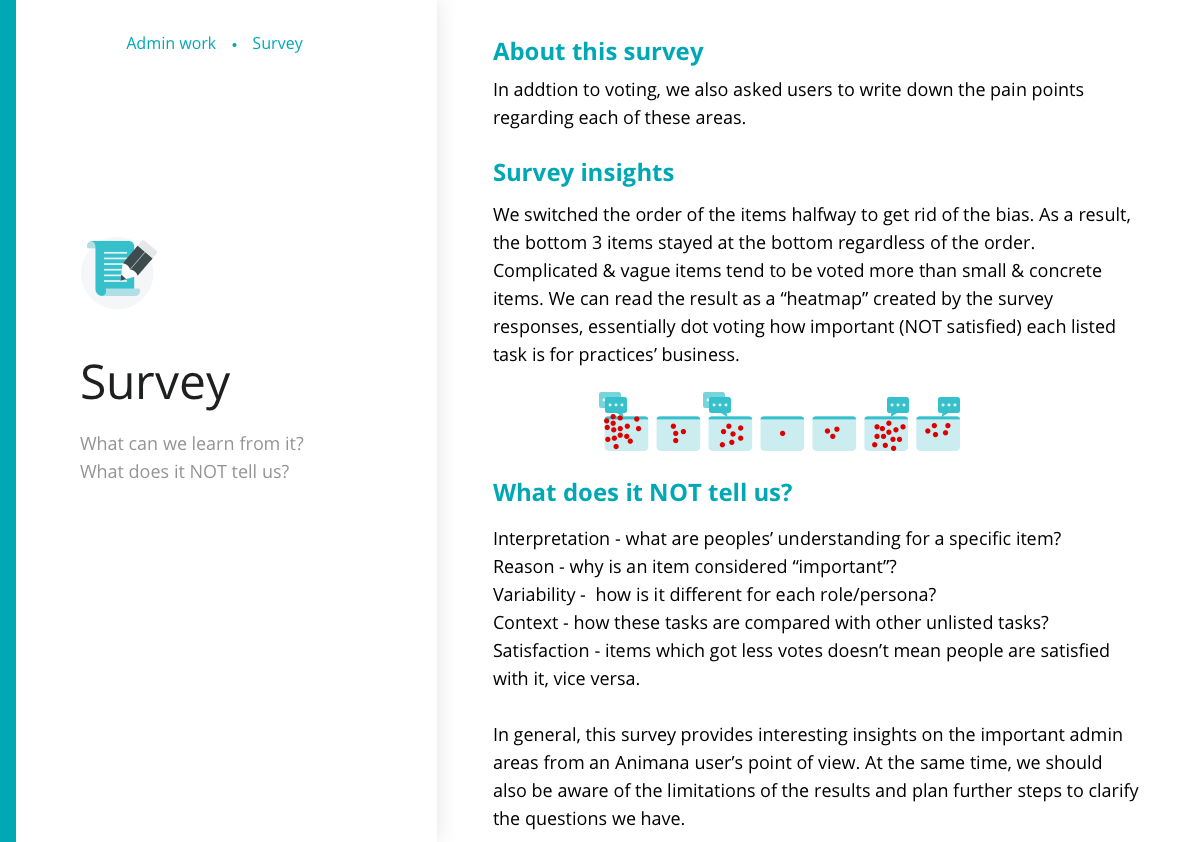 Admin work • Survey
Survey
What can we learn from it?
What does it NOT tell us?
About this survey
In addtion to voting, we also asked users to write down the pain points
regarding each of these areas.
Survey insights
We switched the order of the items halfway to get rid of the bias. As a result,
the bottom 3 items stayed at the bottom regardless of the order.
Complicated & vague items tend to be voted more than small & concrete
items. We can read the result as a “heatmap” created by the survey
responses, essentially dot voting how important (NOT satisfied) each listed
task is for practices’ business.
What does it NOT tell us?
Interpretation - what are peoples’ understanding for a specific item?
Reason - why is an item considered “important”?
Variability -  how is it different for each role/persona?
Context - how these tasks are compared with other unlisted tasks?
Satisfaction - items which got less votes doesn’t mean people are satisfied
with it, vice versa.
In general, this survey provides interesting insights on the important admin
areas from an Animana user’s point of view. At the same time, we should
also be aware of the limitations of the results and plan further steps to clarify
the questions we have.